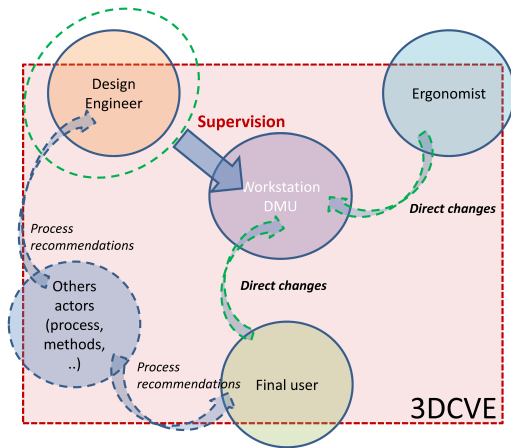 Design
Engineer
Ergonomist
Supervision
Workstation
DMU
Direct changes
Process
recommendations
Direct changes
Others
actors
(process,
methods,
..)
Process
recommendations
Final user
3DCVE